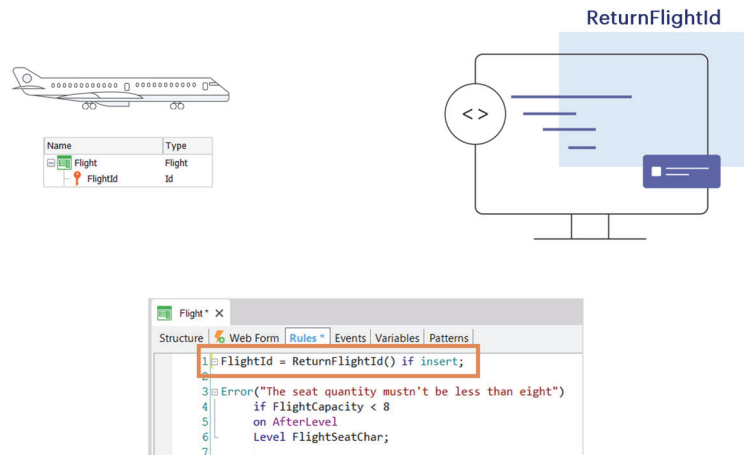 ReturnFlightId
< >
Name Type
Flight Flight
FlightId Id
Flight * X
Structure Web Form Rules * Events Variables Patterns
1 FlightId = ReturnFlightId() if insert;
2
3 Error("The seat quantity mustn't be less than eight")
4 if FlightCapacity < 8
5 on AfterLevel
6 Level FlightSeatChar;
7